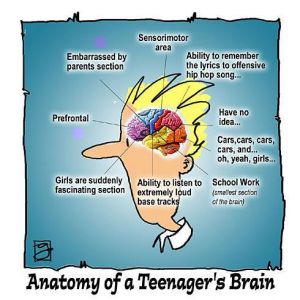 Sensorimotor
area
Embarrassed by
parents section
Ability to remember
the lyrics to offensive
hip hop song...
Prefrontal
Have no
idea...
Cars,cars, cars,
cars, and...
oh, yeah, girls...
Girls are suddenly
fascinating section
Ability to listen to
extremely loud
base tracks
School Work
(smallest section
of the brain)
Anatomy of a Teenager's Brain